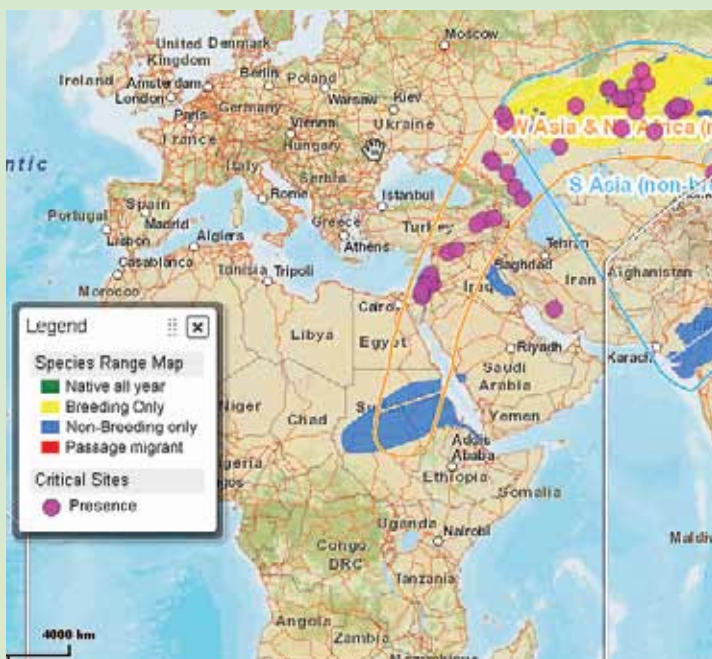 Moscow
United Kingdom
Denmark
Ireland
Amsterdam
Berlin
Poland
London
Germany
Warsaw
Kiev
Paris
Vienna
Ukraine
France
Hungary
ntic
Italy
Serbia
SW Asia &
S Asia (non-br
Spain
Rome
Istanbul
Portugal
Madrid
Greece
Turkey
Lisbon
Algiers
Athens
Tehran
Casablanca
Tunisia
Tripoli
Baghdad
Iran
Afghanistan
Morocco
Iraq
Cairo
Legend
Libya
Egypt
Riyadh
Karach
Species Range Map
Saudi Arabia
Native all year
Breeding Only
Niger
Chad
Non-Breeding only
Yemen
Passage migrant
Addis Ababa
Critical Sites
Ethiopia
Somalia
Presence
Uganda
Nairobi
Maldiv
Congo DRC
Tanzania
Angola
4000 km
Zambia